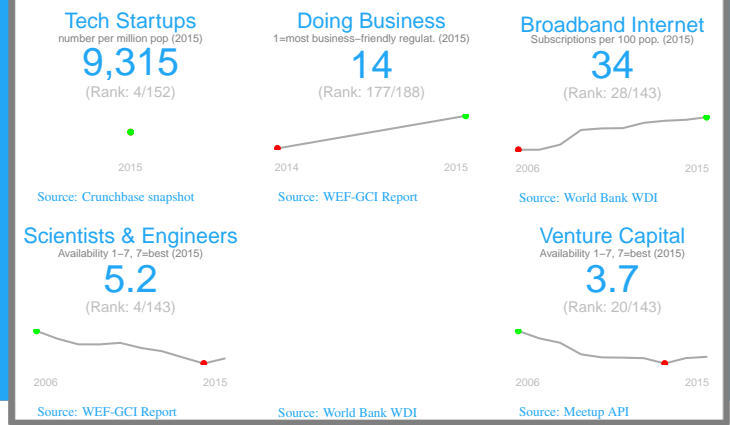 Tech Startups
number per million pop (2015)
9,315
(Rank: 4/152)
2015
Source: Crunchbase snapshot
Doing Business
1=most business−friendly regulat. (2015)
14
(Rank: 177/188)
2014 2015
Source: WEF-GCI Report
Broadband Internet
Subscriptions per 100 pop. (2015)
34
(Rank: 28/143)
2006 2015
Source: World Bank WDI
Scientists & Engineers
Availability 1−7, 7=best (2015)
5.2
(Rank: 4/143)
2006 2015
Source: WEF-GCI Report
Source: World Bank WDI
Venture Capital
Availability 1−7, 7=best (2015)
3.7
(Rank: 20/143)
2006 2015
Source: Meetup API